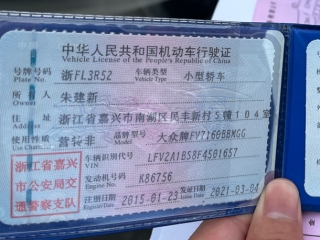 中华人民共和国机动车行驶证
Vehicle License of the People's Republic of China
号牌号码 浙FL3R52 车辆类型 小型轿车
Plate No. Vehicle Type
所有人 朱建新
Owner
住址 浙江省嘉兴市南湖区民丰新村5幢104室
Address
使用性质 营转非 品牌型号 大众牌FV7160BBMGG
Use Character Model
浙江省嘉兴市公安局交通警察支队
车辆识别代号 LFV2A1BS8F4501657
VIN
发动机号码 K86756
Engine No.
注册日期 2015-01-23 发证日期 2021-03-04
Register Date Issue Date